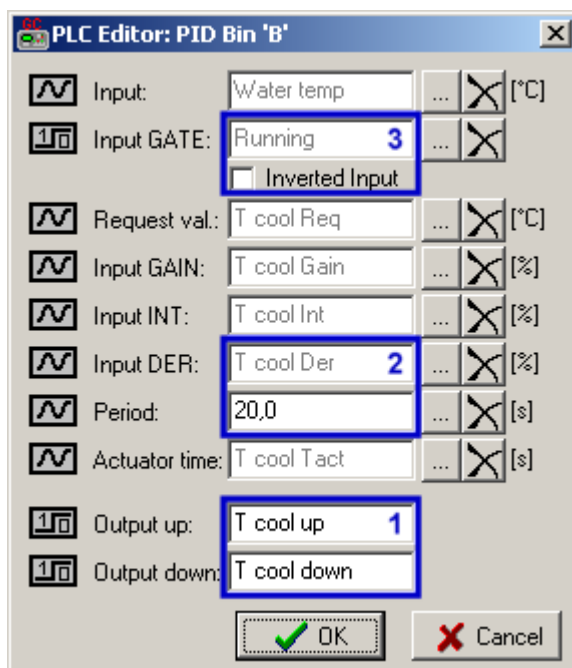 GC
PLC Editor: PID Bin 'B'
Input: Water temp ... [°C]
Input GATE: Running 3 ...
Inverted Input
Request val.: T cool Req ... [°C]
Input GAIN: T cool Gain ... [%]
Input INT: T cool Int ... [%]
Input DER: T cool Der 2 ... [%]
Period: 20,0 ... [s]
Actuator time: T cool Tact ... [s]
Output up: T cool up 1
Output down: T cool down
OK Cancel